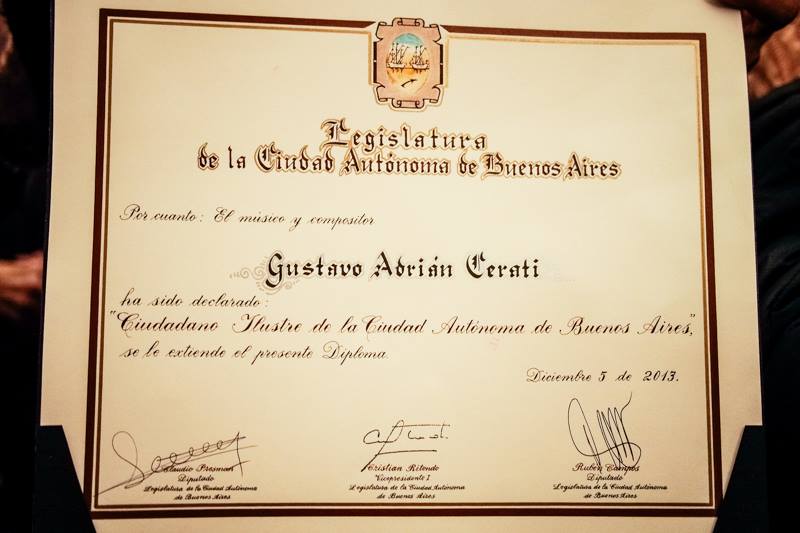 Legislatura
de la Ciudad Autónoma de Buenos Aires
Por cuanto: El músico y compositor
Gustavo Adrián Cerati
ha sido declarado:
"Ciudadano Ilustre de la Ciudad Autónoma de Buenos Aires,"
se le extiende el presente Diploma.
Diciembre 5 de 2013.
Claudio Presman
Diputado
Legislatura de la Ciudad Autónoma
de Buenos Aires
Cristian Ritondo
Vicepresidente I
Legislatura de la Ciudad Autónoma
de Buenos Aires
Rubén Campos
Diputado
Legislatura de la Ciudad Autónoma
de Buenos Aires